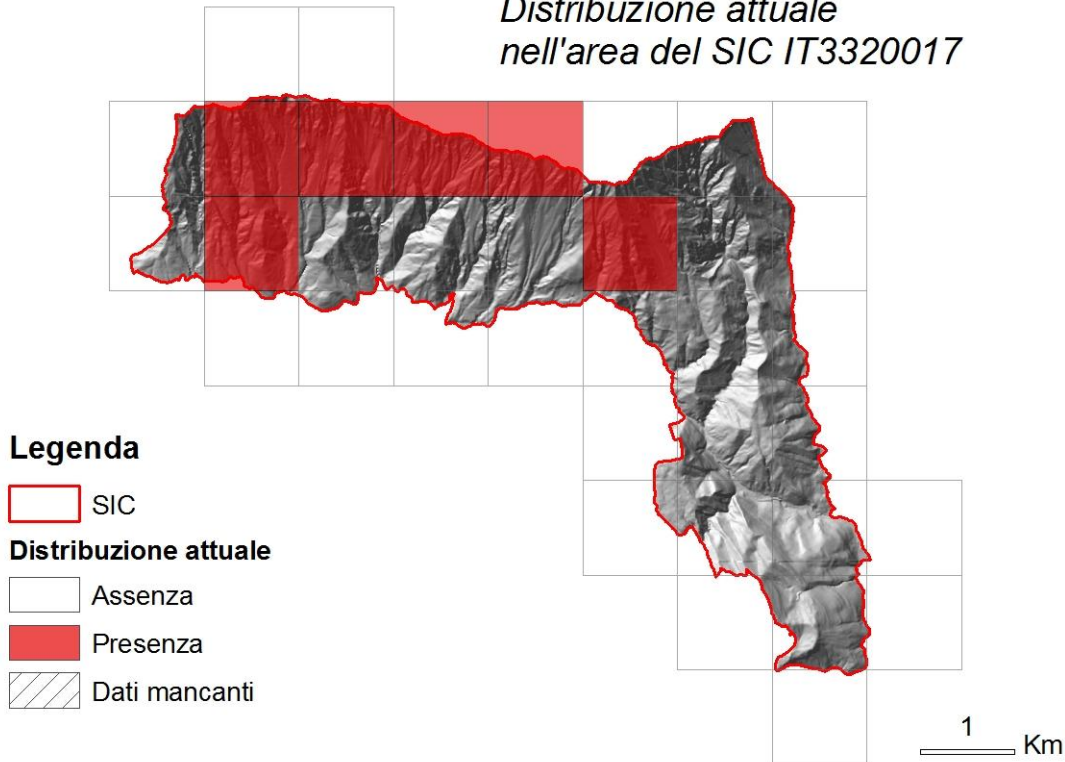 Distribuzione attuale
nell'area del SIC IT3320017
Legenda
SIC
Distribuzione attuale
Assenza
Presenza
Dati mancanti
1
Km